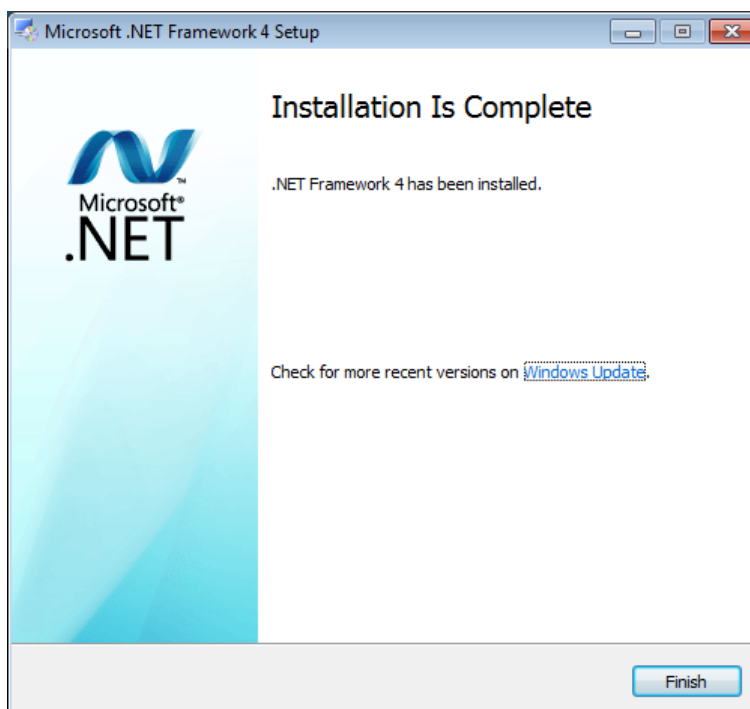 Microsoft .NET Framework 4 Setup
Installation Is Complete
.NET Framework 4 has been installed.
Microsoft®
.NET
™
Check for more recent versions on Windows Update.
Finish